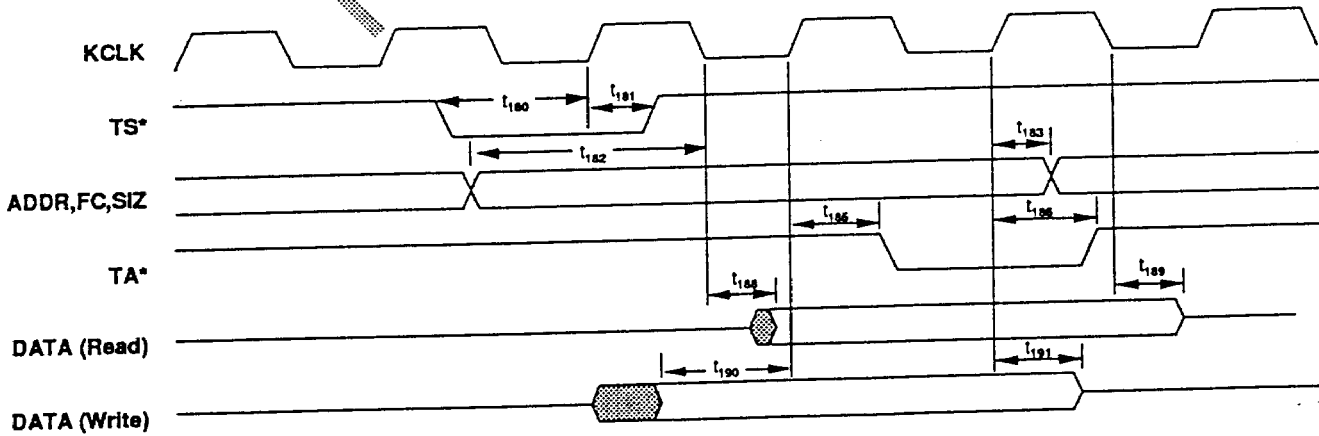 KCLK
t180
t181
TS*
t182
t183
ADDR,FC,SIZ
t185
t186
TA*
t188
t189
DATA (Read)
t190
t191
DATA (Write)